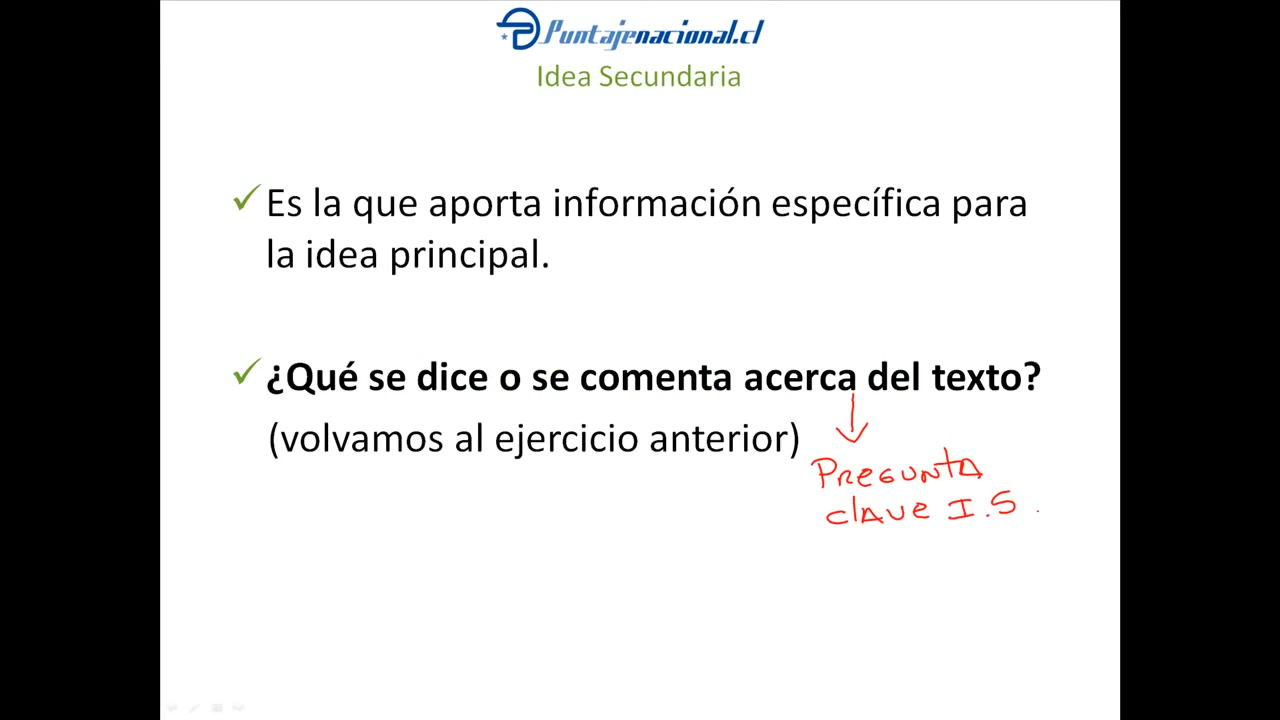 Puntajenacional.cl
Idea Secundaria
Es la que aporta información específica para
la idea principal.
¿Qué se dice o se comenta acerca del texto?
(volvamos al ejercicio anterior)
Pregunta
clave I.S.